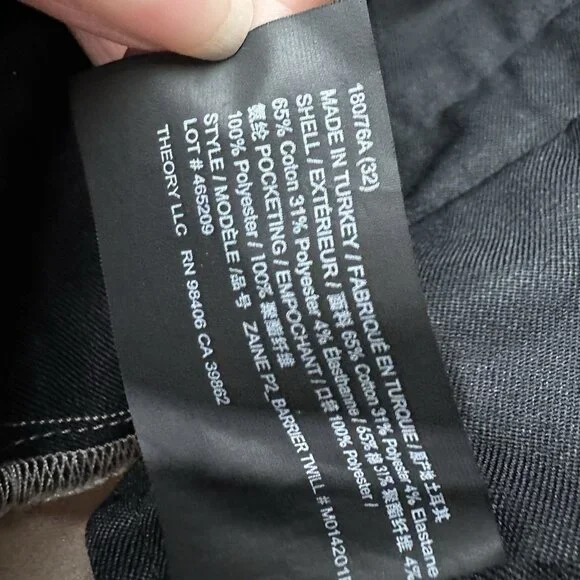 180/76A (32)
MADE IN TURKEY / FABRIQUÉ EN TURQUIE / 原产地土耳其
SHELL / EXTÉRIEUR / 面料 65% Cotton 31% Polyester 4% Elastane
65% Coton 31% Polyester 4% Élasthanne / 65% 棉 31% 聚酯纤维 4%
氨纶 POCKETING / EMPOCHANT / 口袋 100% Polyester /
100% Polyester / 100% 聚酯纤维
STYLE / MODÈLE / 品号 ZAINE P2_BARRIER TWILL # M014201
LOT # 465209
THEORY LLC RN 98406 CA 39862